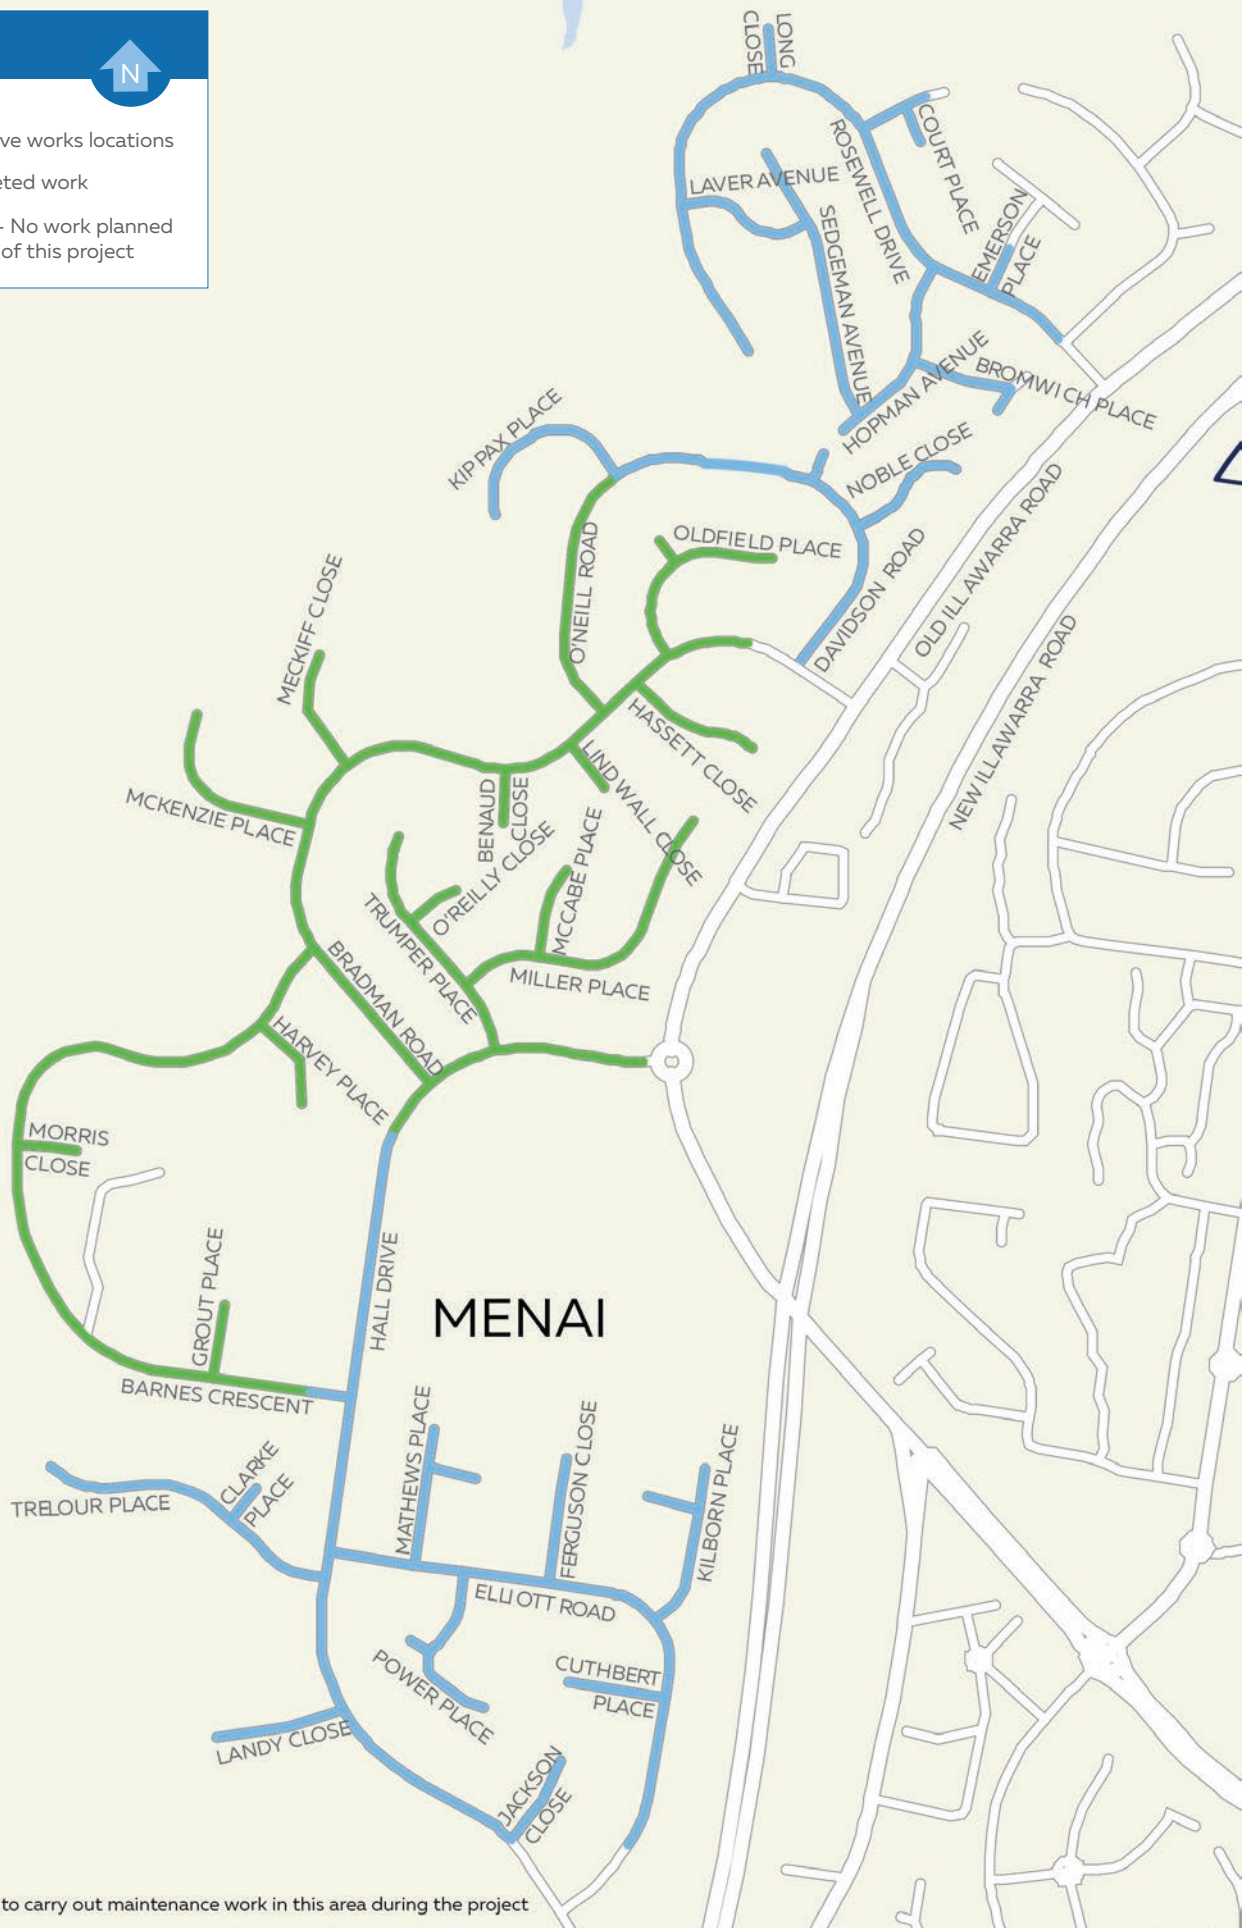 N
ve works locations
eted work
- No work planned
of this project
LONG
CLOSE
COURT PLACE
ROSEWELL DRIVE
LAVER AVENUE
SEDGEMAN AVENUE
EMERSON
PLACE
HOPMAN AVENUE
BROMWICH PLACE
KIPPAX PLACE
NOBLE CLOSE
OLD ILLAWARRA ROAD
O'NEILL ROAD
OLDFIELD PLACE
DAVIDSON ROAD
MECKIFF CLOSE
NEW ILLAWARRA ROAD
HASSETT CLOSE
LINDWALL CLOSE
MCKENZIE PLACE
BENAUD
CLOSE
O'REILLY CLOSE
MCCABE PLACE
TRUMPER PLACE
MILLER PLACE
BRADMAN ROAD
HARVEY PLACE
MORRIS
CLOSE
GROUT PLACE
HALL DRIVE
MENAI
BARNES CRESCENT
MATHEWS PLACE
FERGUSON CLOSE
KILBORN PLACE
CLARKE
PLACE
TRELOUR PLACE
ELLIOTT ROAD
POWER PLACE
CUTHBERT
PLACE
LANDY CLOSE
JACKSON
CLOSE
to carry out maintenance work in this area during the project